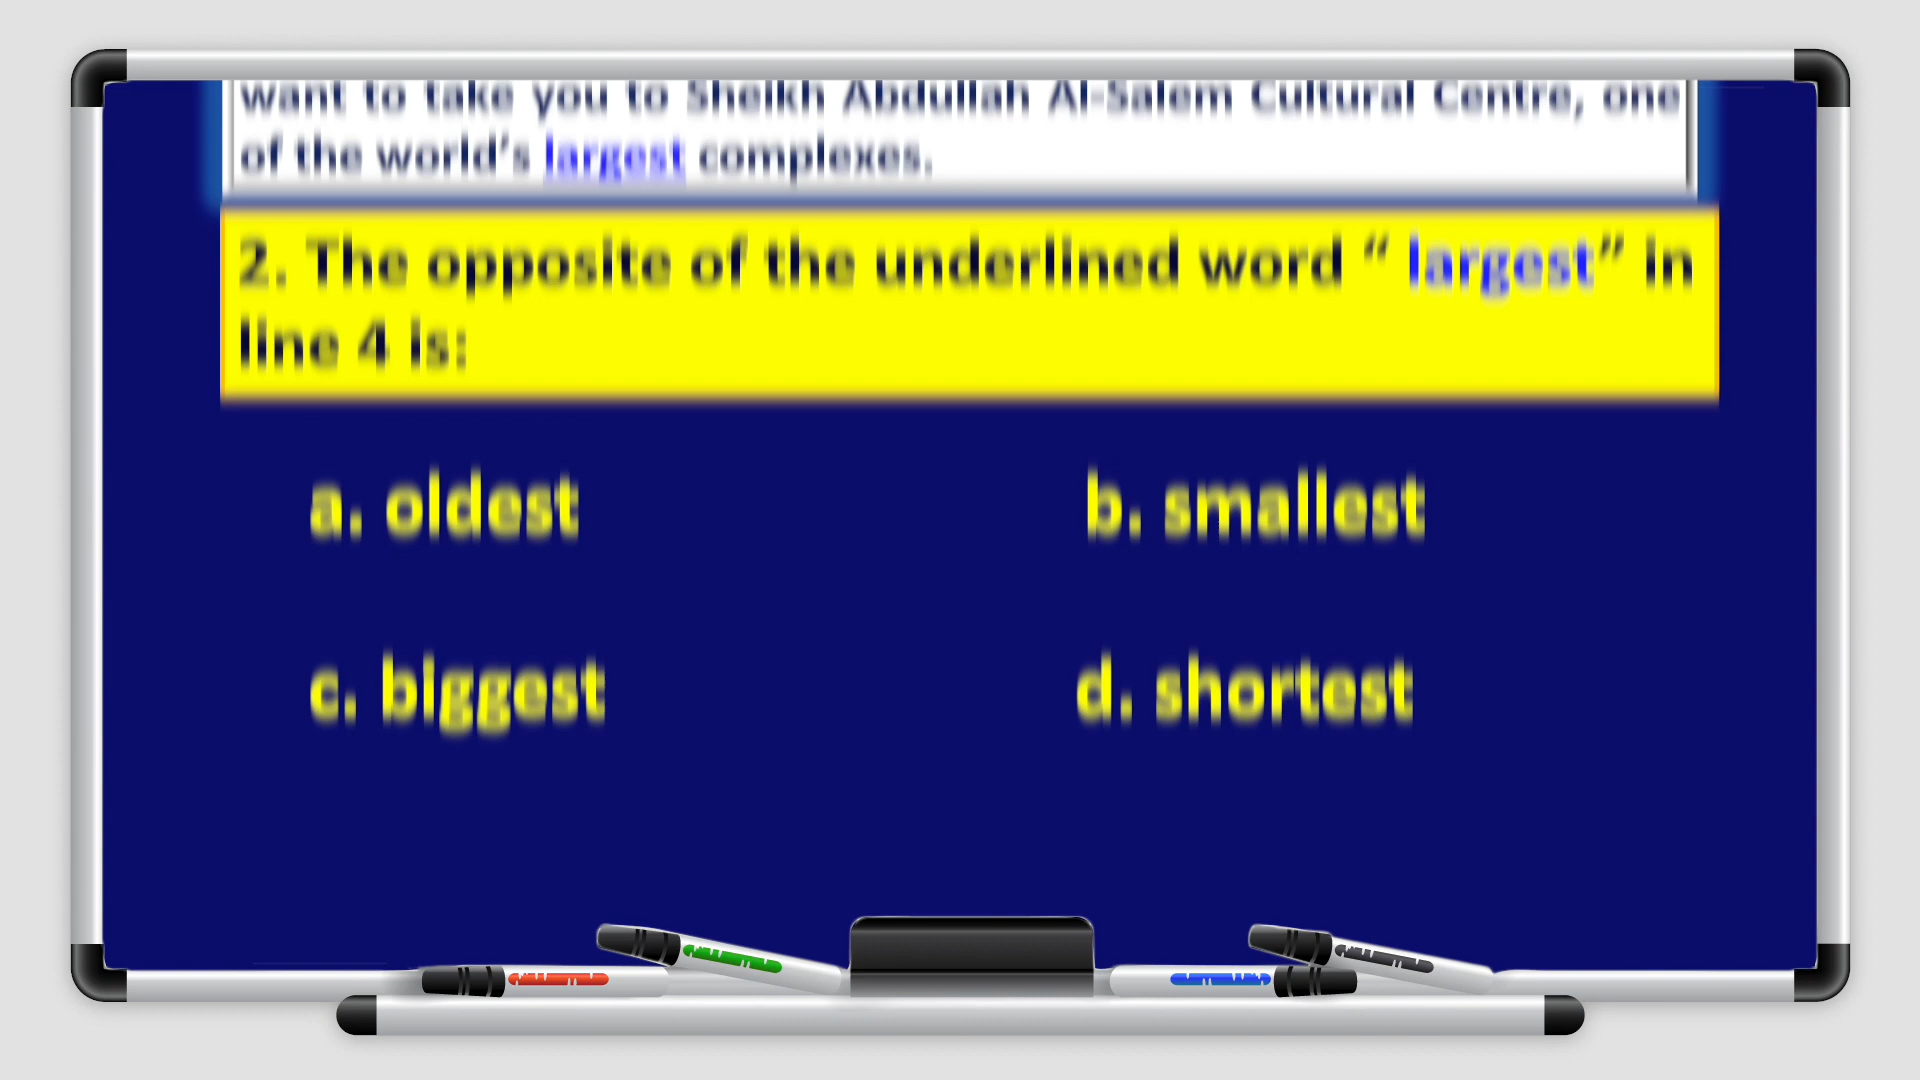 want to take you to Sheikh Abdullah Al-Salem Cultural Centre, one
of the world’s largest complexes.
2. The opposite of the underlined word “ largest” in
line 4 is:
a. oldest
b. smallest
c. biggest
d. shortest